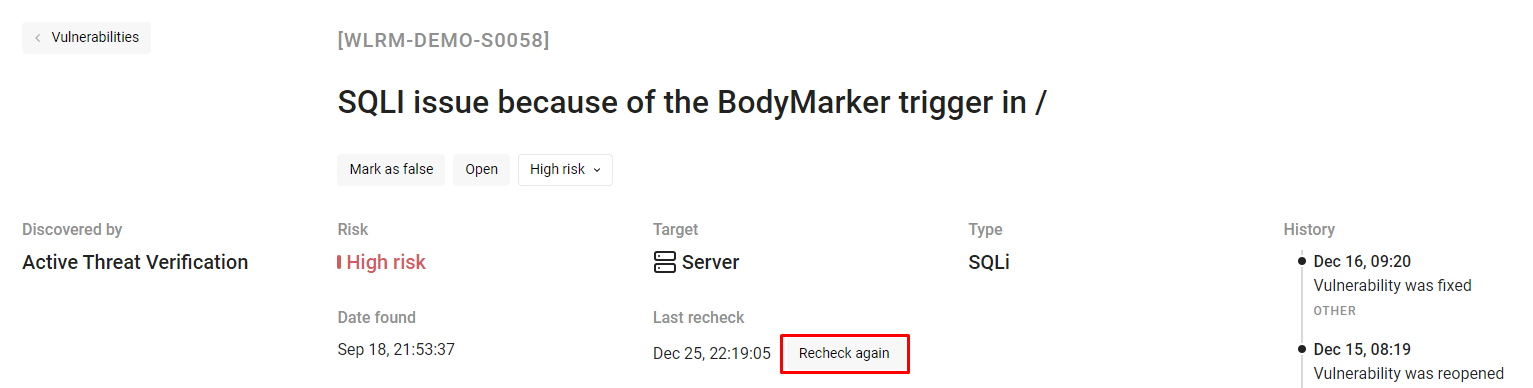 Vulnerabilities
[WLRM-DEMO-S0058]
SQLI issue because of the BodyMarker trigger in /
Mark as false
Open
High risk
Discovered by
Active Threat Verification
Risk
High risk
Target
Server
Type
SQLi
Date found
Sep 18, 21:53:37
Last recheck
Dec 25, 22:19:05
Recheck again
History
Dec 16, 09:20
Vulnerability was fixed
OTHER
Dec 15, 08:19
Vulnerability was reopened